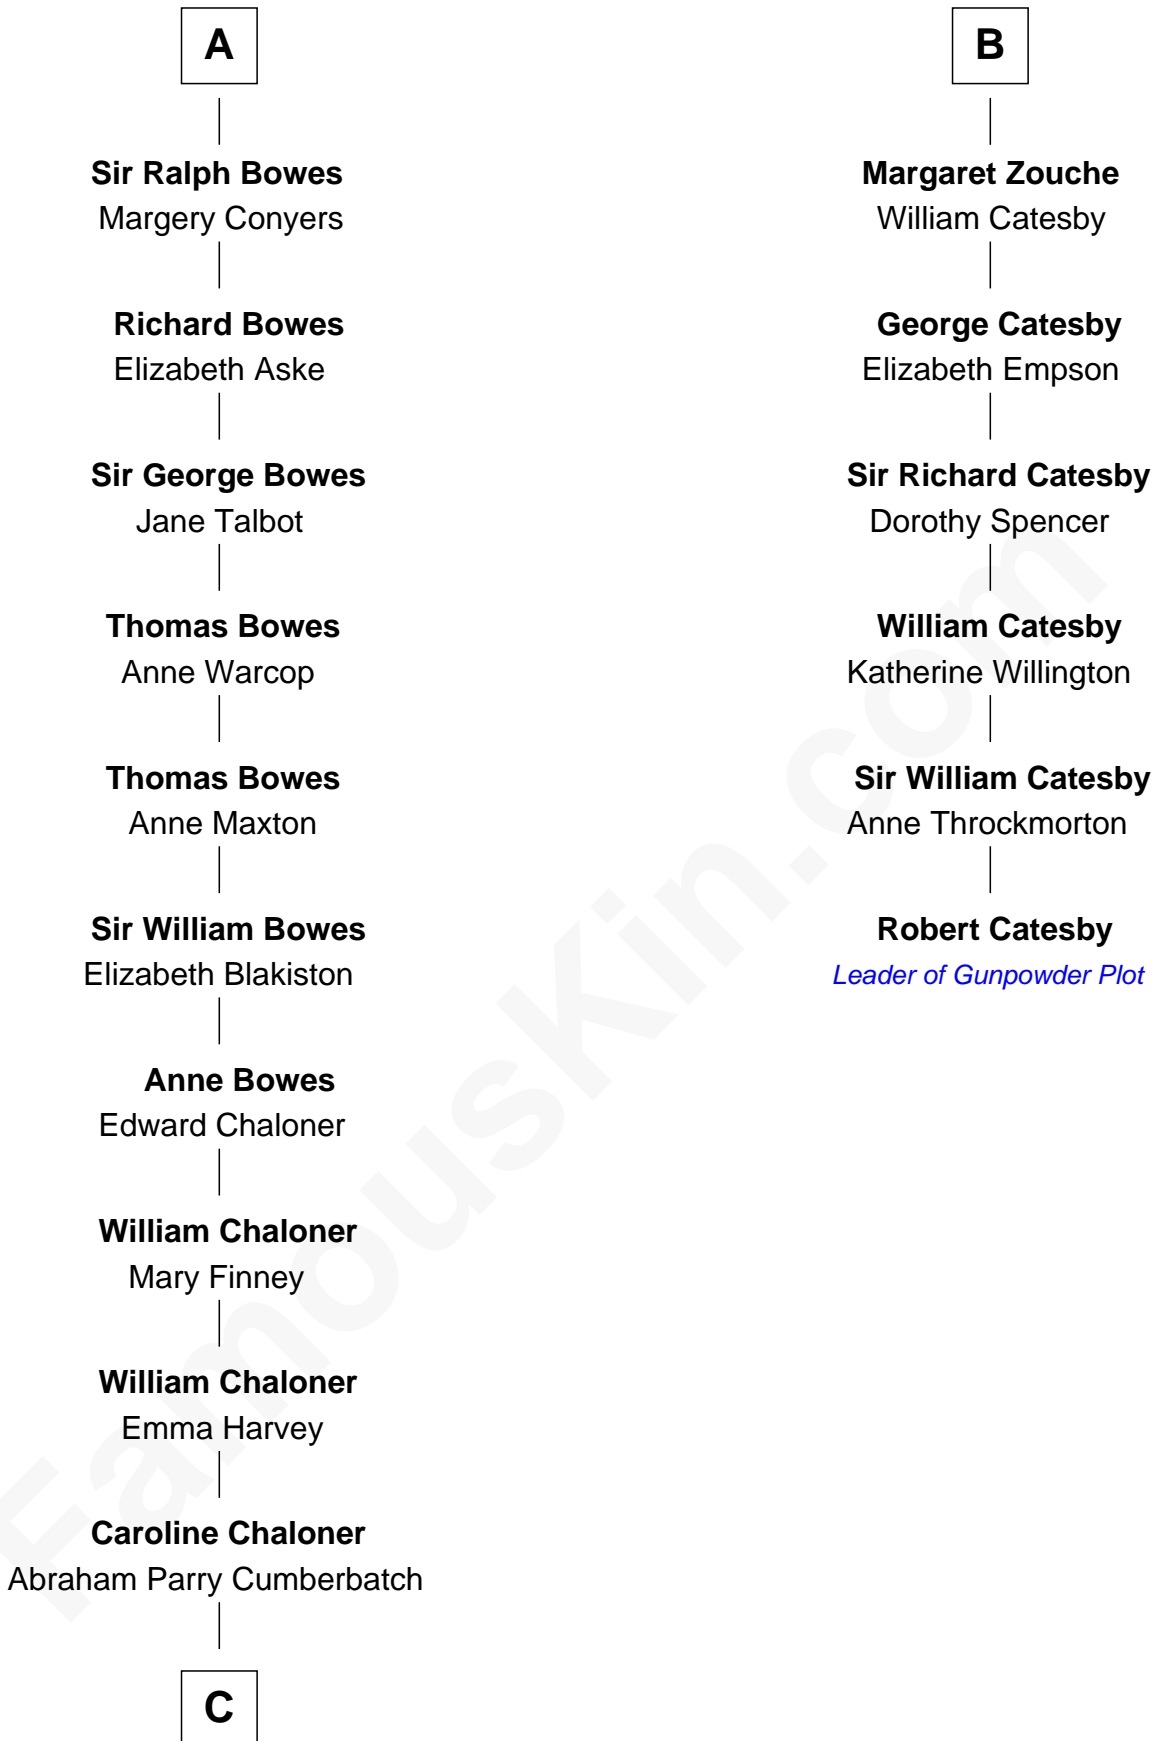 A
Sir Ralph Bowes
Margery Conyers
Richard Bowes
Elizabeth Aske
Sir George Bowes
Jane Talbot
Thomas Bowes
Anne Warcop
Thomas Bowes
Anne Maxton
Sir William Bowes
Elizabeth Blakiston
Anne Bowes
Edward Chaloner
William Chaloner
Mary Finney
William Chaloner
Emma Harvey
Caroline Chaloner
Abraham Parry Cumberbatch
C
B
Margaret Zouche
William Catesby
George Catesby
Elizabeth Empson
Sir Richard Catesby
Dorothy Spencer
William Catesby
Katherine Willington
Sir William Catesby
Anne Throckmorton
Robert Catesby
Leader of Gunpowder Plot
FamousKin.com